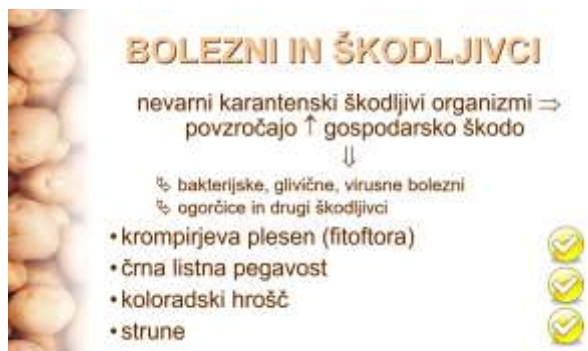 BOLEZNI IN ŠKODLJIVCI
nevarni karantenski škodljivi organizmi ⇒
povzročajo ↑ gospodarsko škodo
⇓
bakterijske, glivične, virusne bolezni
ogorčice in drugi škodljivci
• krompirjeva plesen (fitoftora)
• črna listna pegavost
• koloradski hrošč
• strune